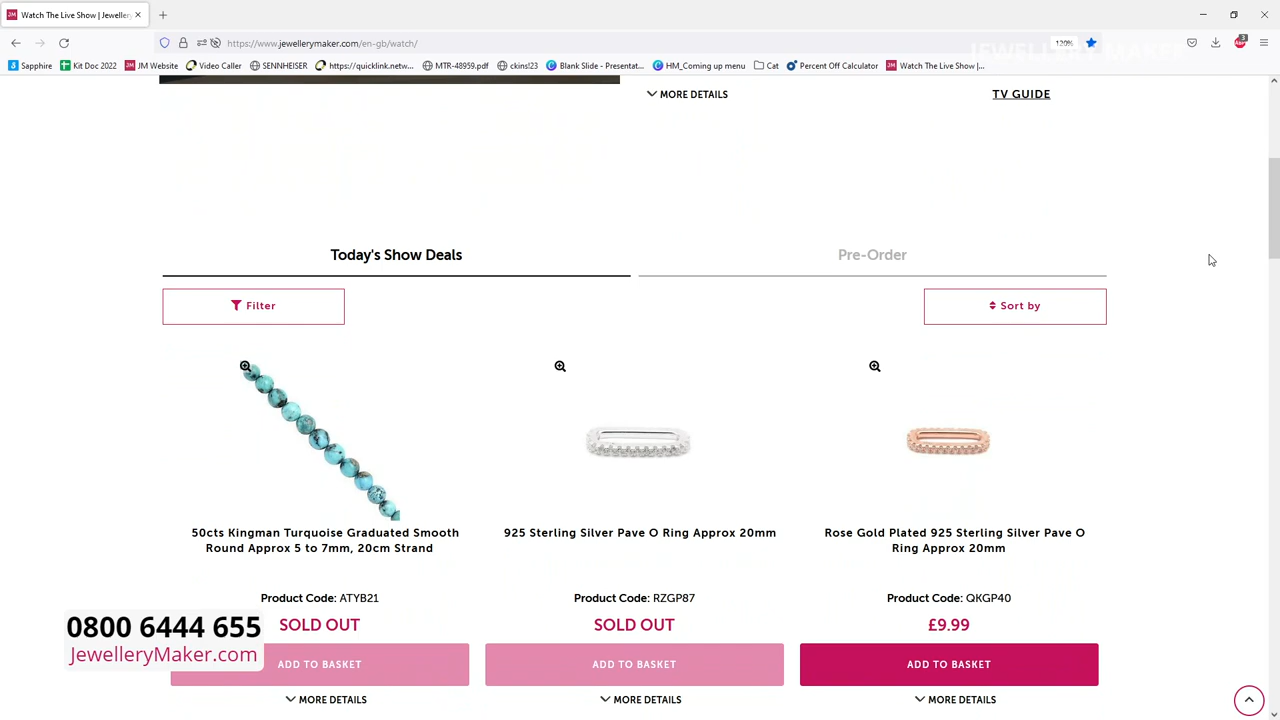 Watch The Live Show | Jeweller
https://www.jewellerymaker.com/
gb/watch/
120%
3
JEWELLERY MAKER
Sapphire
Kit Doc 2022
JM Website
Video Caller
SENNHEISER
https://quicklink.netw...
MTR-48959.pdf
ckins!23
Blank Slide - Presentat...
HM_Coming up menu
Cat
Percent Off Calculator
Watch The Live Show |...
MORE DETAILS
TV GUIDE
Today's Show Deals
Pre-Order
Filter
Sort by
50cts Kingman Turquoise Graduated Smooth
Round Approx 5 to 7mm, 20cm Strand
Product Code: ATYB21
SOLD OUT
ADD TO BASKET
MORE DETAILS
925 Sterling Silver Pave O Ring Approx 20mm
Product Code: RZGP87
SOLD OUT
ADD TO BASKET
MORE DETAILS
Rose Gold Plated 925 Sterling Silver Pave O
Ring Approx 20mm
Product Code: QKGP40
£9.99
ADD TO BASKET
MORE DETAILS
0800 6444 655
JewelleryMaker.com